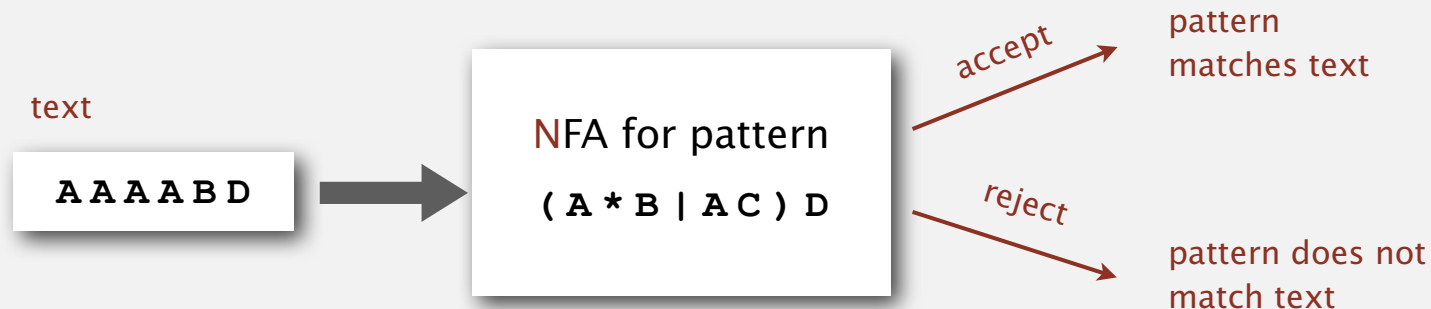 text
AAAABD
NFA for pattern
(A*B|AC)D
accept
pattern
matches text
reject
pattern does not
match text